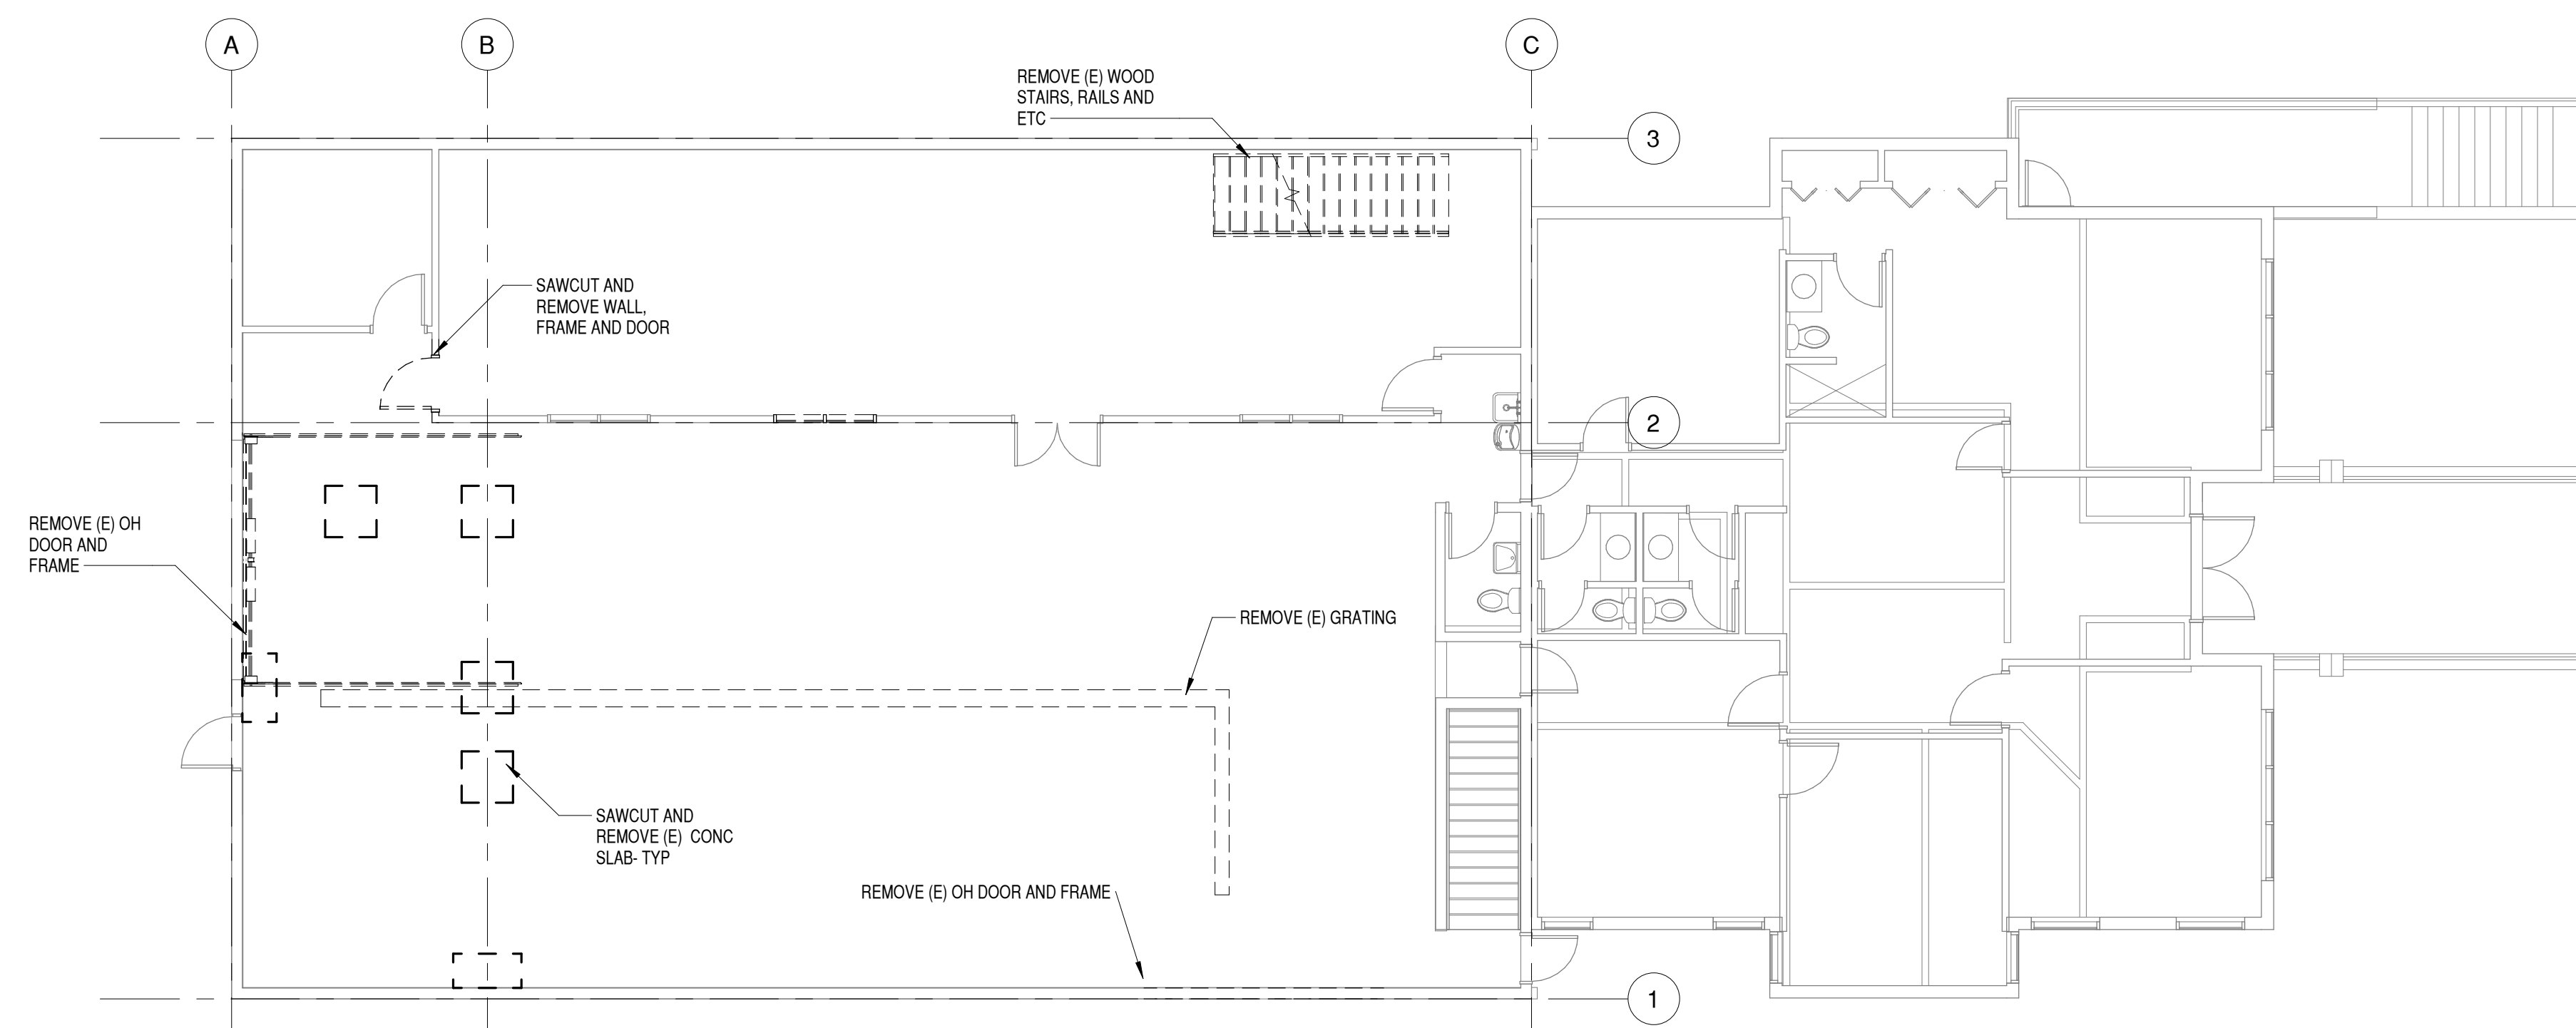 A
B
C
REMOVE (E) WOOD
STAIRS, RAILS AND
ETC
3
SAWCUT AND
REMOVE WALL,
FRAME AND DOOR
2
REMOVE (E) OH
DOOR AND
FRAME
REMOVE (E) GRATING
SAWCUT AND
REMOVE (E) CONC
SLAB- TYP
REMOVE (E) OH DOOR AND FRAME
1